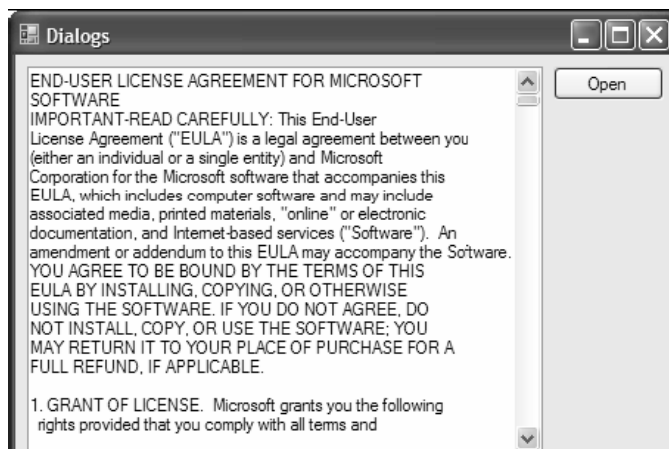 Dialogs
END-USER LICENSE AGREEMENT FOR MICROSOFT
SOFTWARE
IMPORTANT-READ CAREFULLY: This End-User
License Agreement ("EULA") is a legal agreement between you
(either an individual or a single entity) and Microsoft
Corporation for the Microsoft software that accompanies this
EULA, which includes computer software and may include
associated media, printed materials, "online" or electronic
documentation, and Internet-based services ("Software").  An
amendment or addendum to this EULA may accompany the Software.
YOU AGREE TO BE BOUND BY THE TERMS OF THIS
EULA BY INSTALLING, COPYING, OR OTHERWISE
USING THE SOFTWARE. IF YOU DO NOT AGREE, DO
NOT INSTALL, COPY, OR USE THE SOFTWARE; YOU
MAY RETURN IT TO YOUR PLACE OF PURCHASE FOR A
FULL REFUND, IF APPLICABLE.
1. GRANT OF LICENSE.  Microsoft grants you the following
rights provided that you comply with all terms and
Open